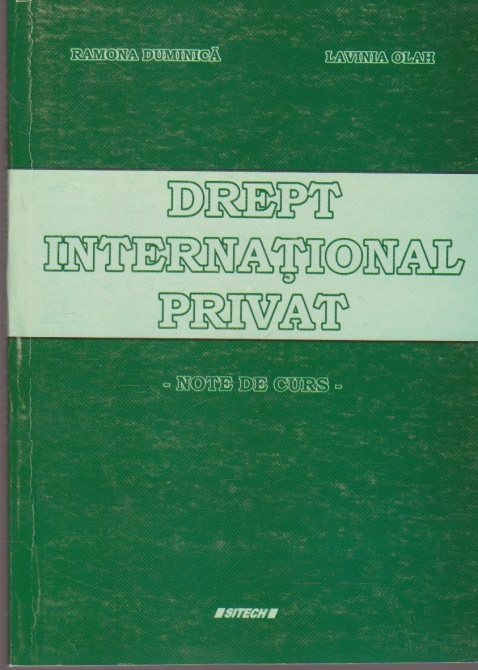 RAMONA DUMINICĂ LAVINIA OLAH
DREPT
INTERNAȚIONAL
PRIVAT
- NOTE DE CURS -
SITECH